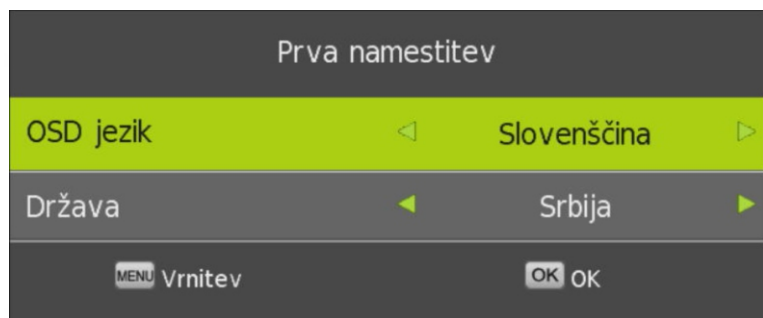 Prva namestitev
OSD jezik Slovenščina
Država Srbija
MENU Vrnitev OK OK